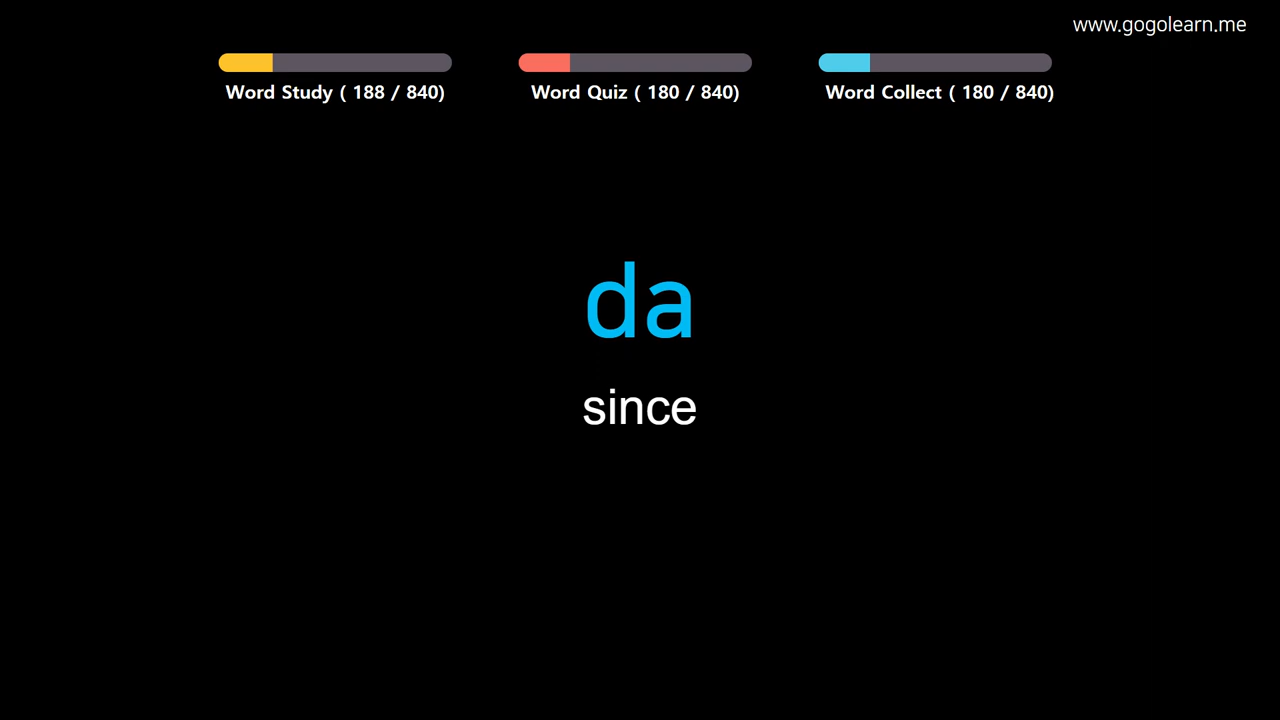 www.gogolearn.me
Word Study ( 188 / 840)
Word Quiz ( 180 / 840)
Word Collect ( 180 / 840)
da
since